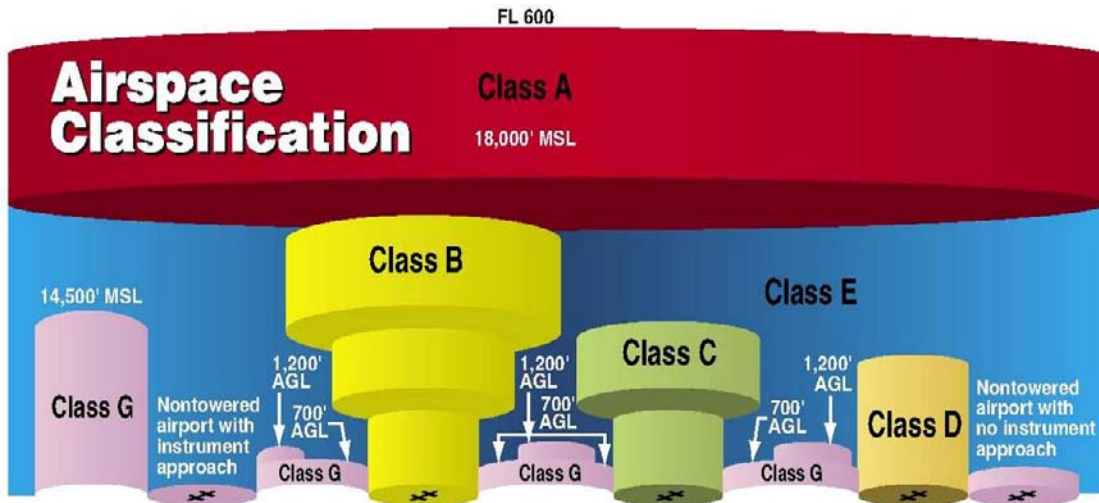 FL 600
Airspace
Classification
Class A
18,000' MSL
Class B
Class E
14,500' MSL
Class C
1,200'
AGL
1,200'
AGL
1,200'
AGL
Class G
Nontowered
airport with
instrument
approach
700'
AGL
Class G
700'
AGL
Class G
700'
AGL
Class G
Class D
Nontowered
airport with
no instrument
approach